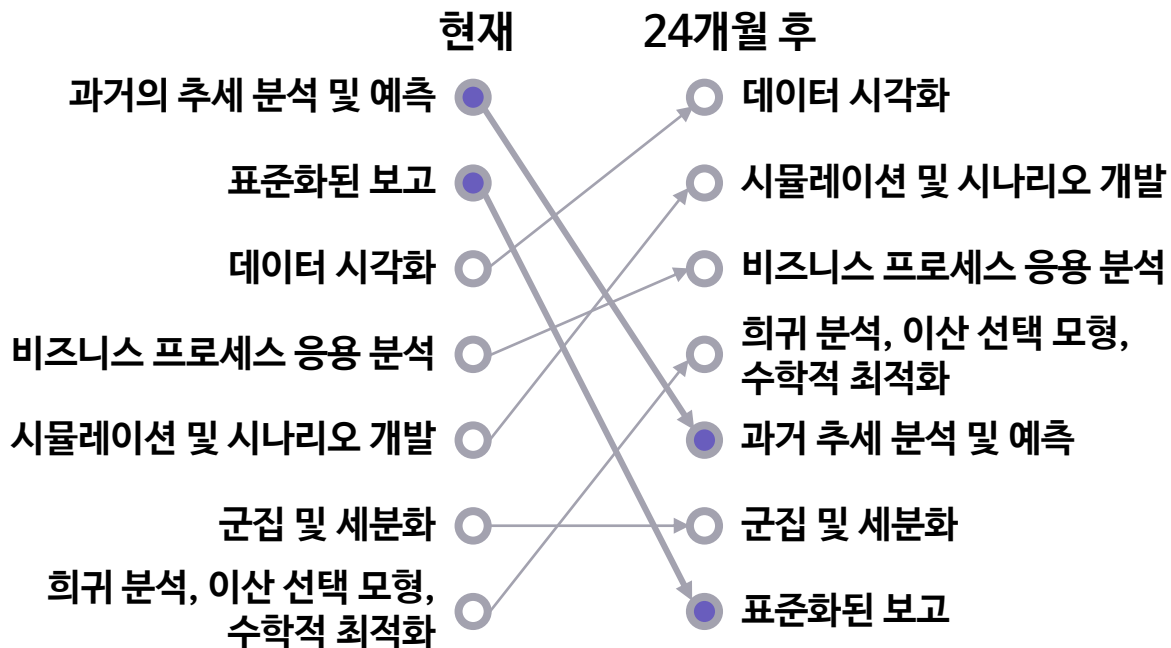 현재
24개월 후
과거의 추세 분석 및 예측
데이터 시각화
표준화된 보고
시뮬레이션 및 시나리오 개발
데이터 시각화
비즈니스 프로세스 응용 분석
비즈니스 프로세스 응용 분석
희귀 분석, 이산 선택 모형,
수학적 최적화
시뮬레이션 및 시나리오 개발
과거 추세 분석 및 예측
군집 및 세분화
군집 및 세분화
희귀 분석, 이산 선택 모형,
수학적 최적화
표준화된 보고